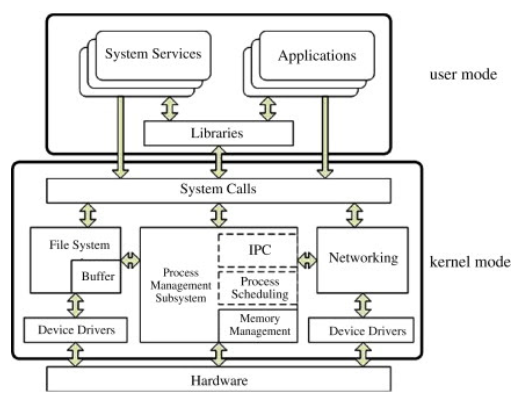 System Services
Applications
user mode
Libraries
System Calls
File System
Buffer
Process
Management
Subsystem
IPC
Process
Scheduling
Memory
Management
Networking
kernel mode
Device Drivers
Device Drivers
Hardware